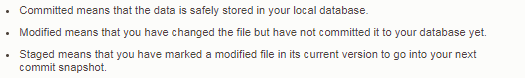 • Committed means that the data is safely stored in your local database.
• Modified means that you have changed the file but have not committed it to your database yet.
• Staged means that you have marked a modified file in its current version to go into your next
commit snapshot.